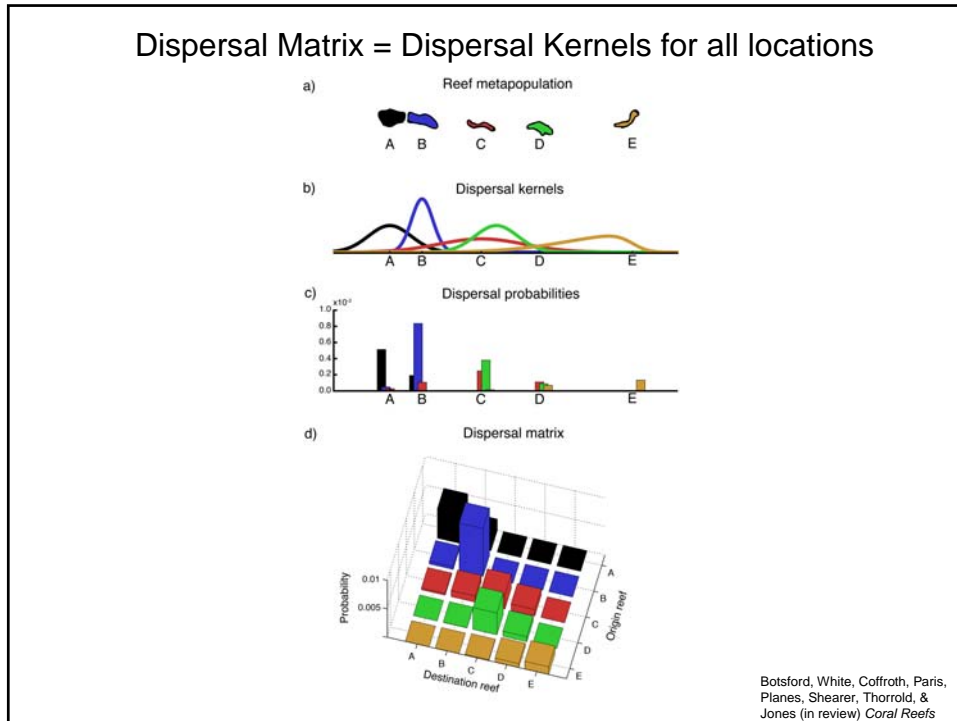 Dispersal Matrix = Dispersal Kernels for all locations
a) Reef metapopulation
A B C D E
b) Dispersal kernels
A B C D E
c) Dispersal probabilities
x10⁻²
1.0
0.8
0.6
0.4
0.2
0.0
A B C D E
d) Dispersal matrix
Probability
0.01
0.005
A
B
C
D
E
Destination reef
A
B
C
D
E
Origin reef
Botsford, White, Coffroth, Paris,
Planes, Shearer, Thorrold, &
Jones (in review) Coral Reefs